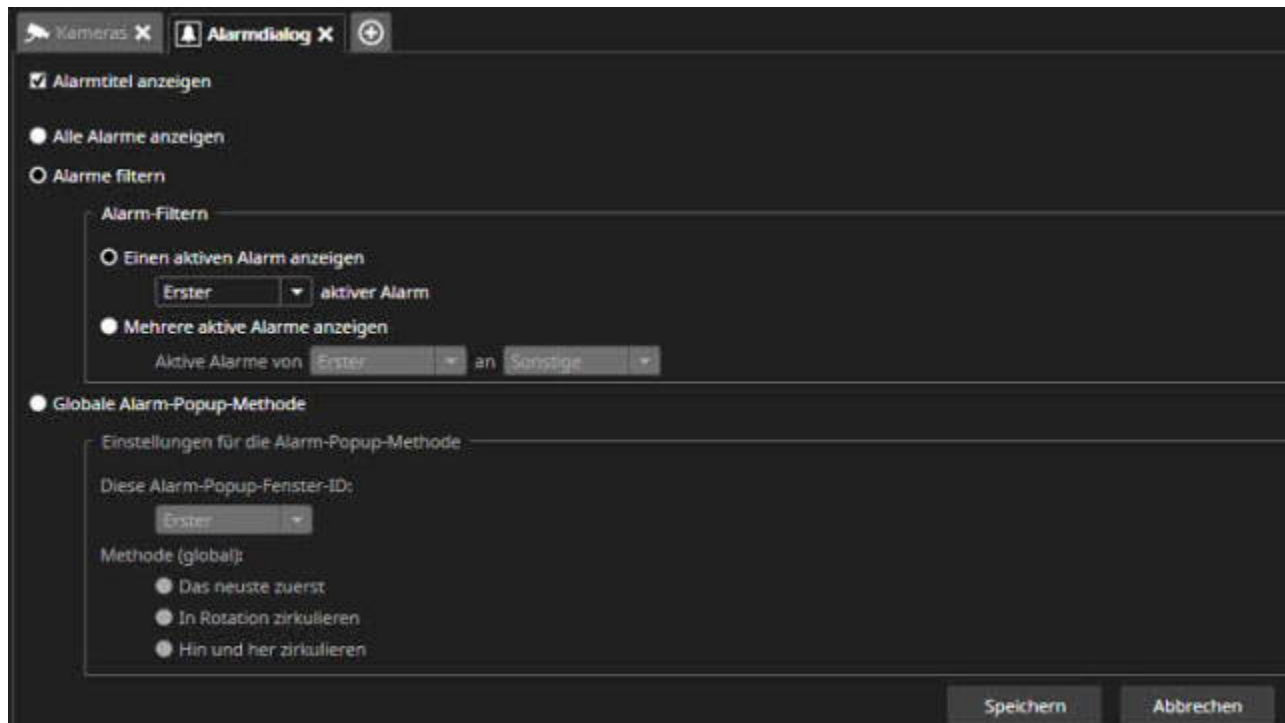 Kameras Alarmdialog
Alarmtitel anzeigen
Alle Alarme anzeigen
Alarme filtern
Alarm-Filtern
Einen aktiven Alarm anzeigen
Erster aktiver Alarm
Mehrere aktive Alarme anzeigen
Aktive Alarme von Erster an Sonstige
Globale Alarm-Popup-Methode
Einstellungen für die Alarm-Popup-Methode
Diese Alarm-Popup-Fenster-ID:
Erster
Methode (global):
Das neuste zuerst
In Rotation zirkulieren
Hin und her zirkulieren
Speichern Abbrechen